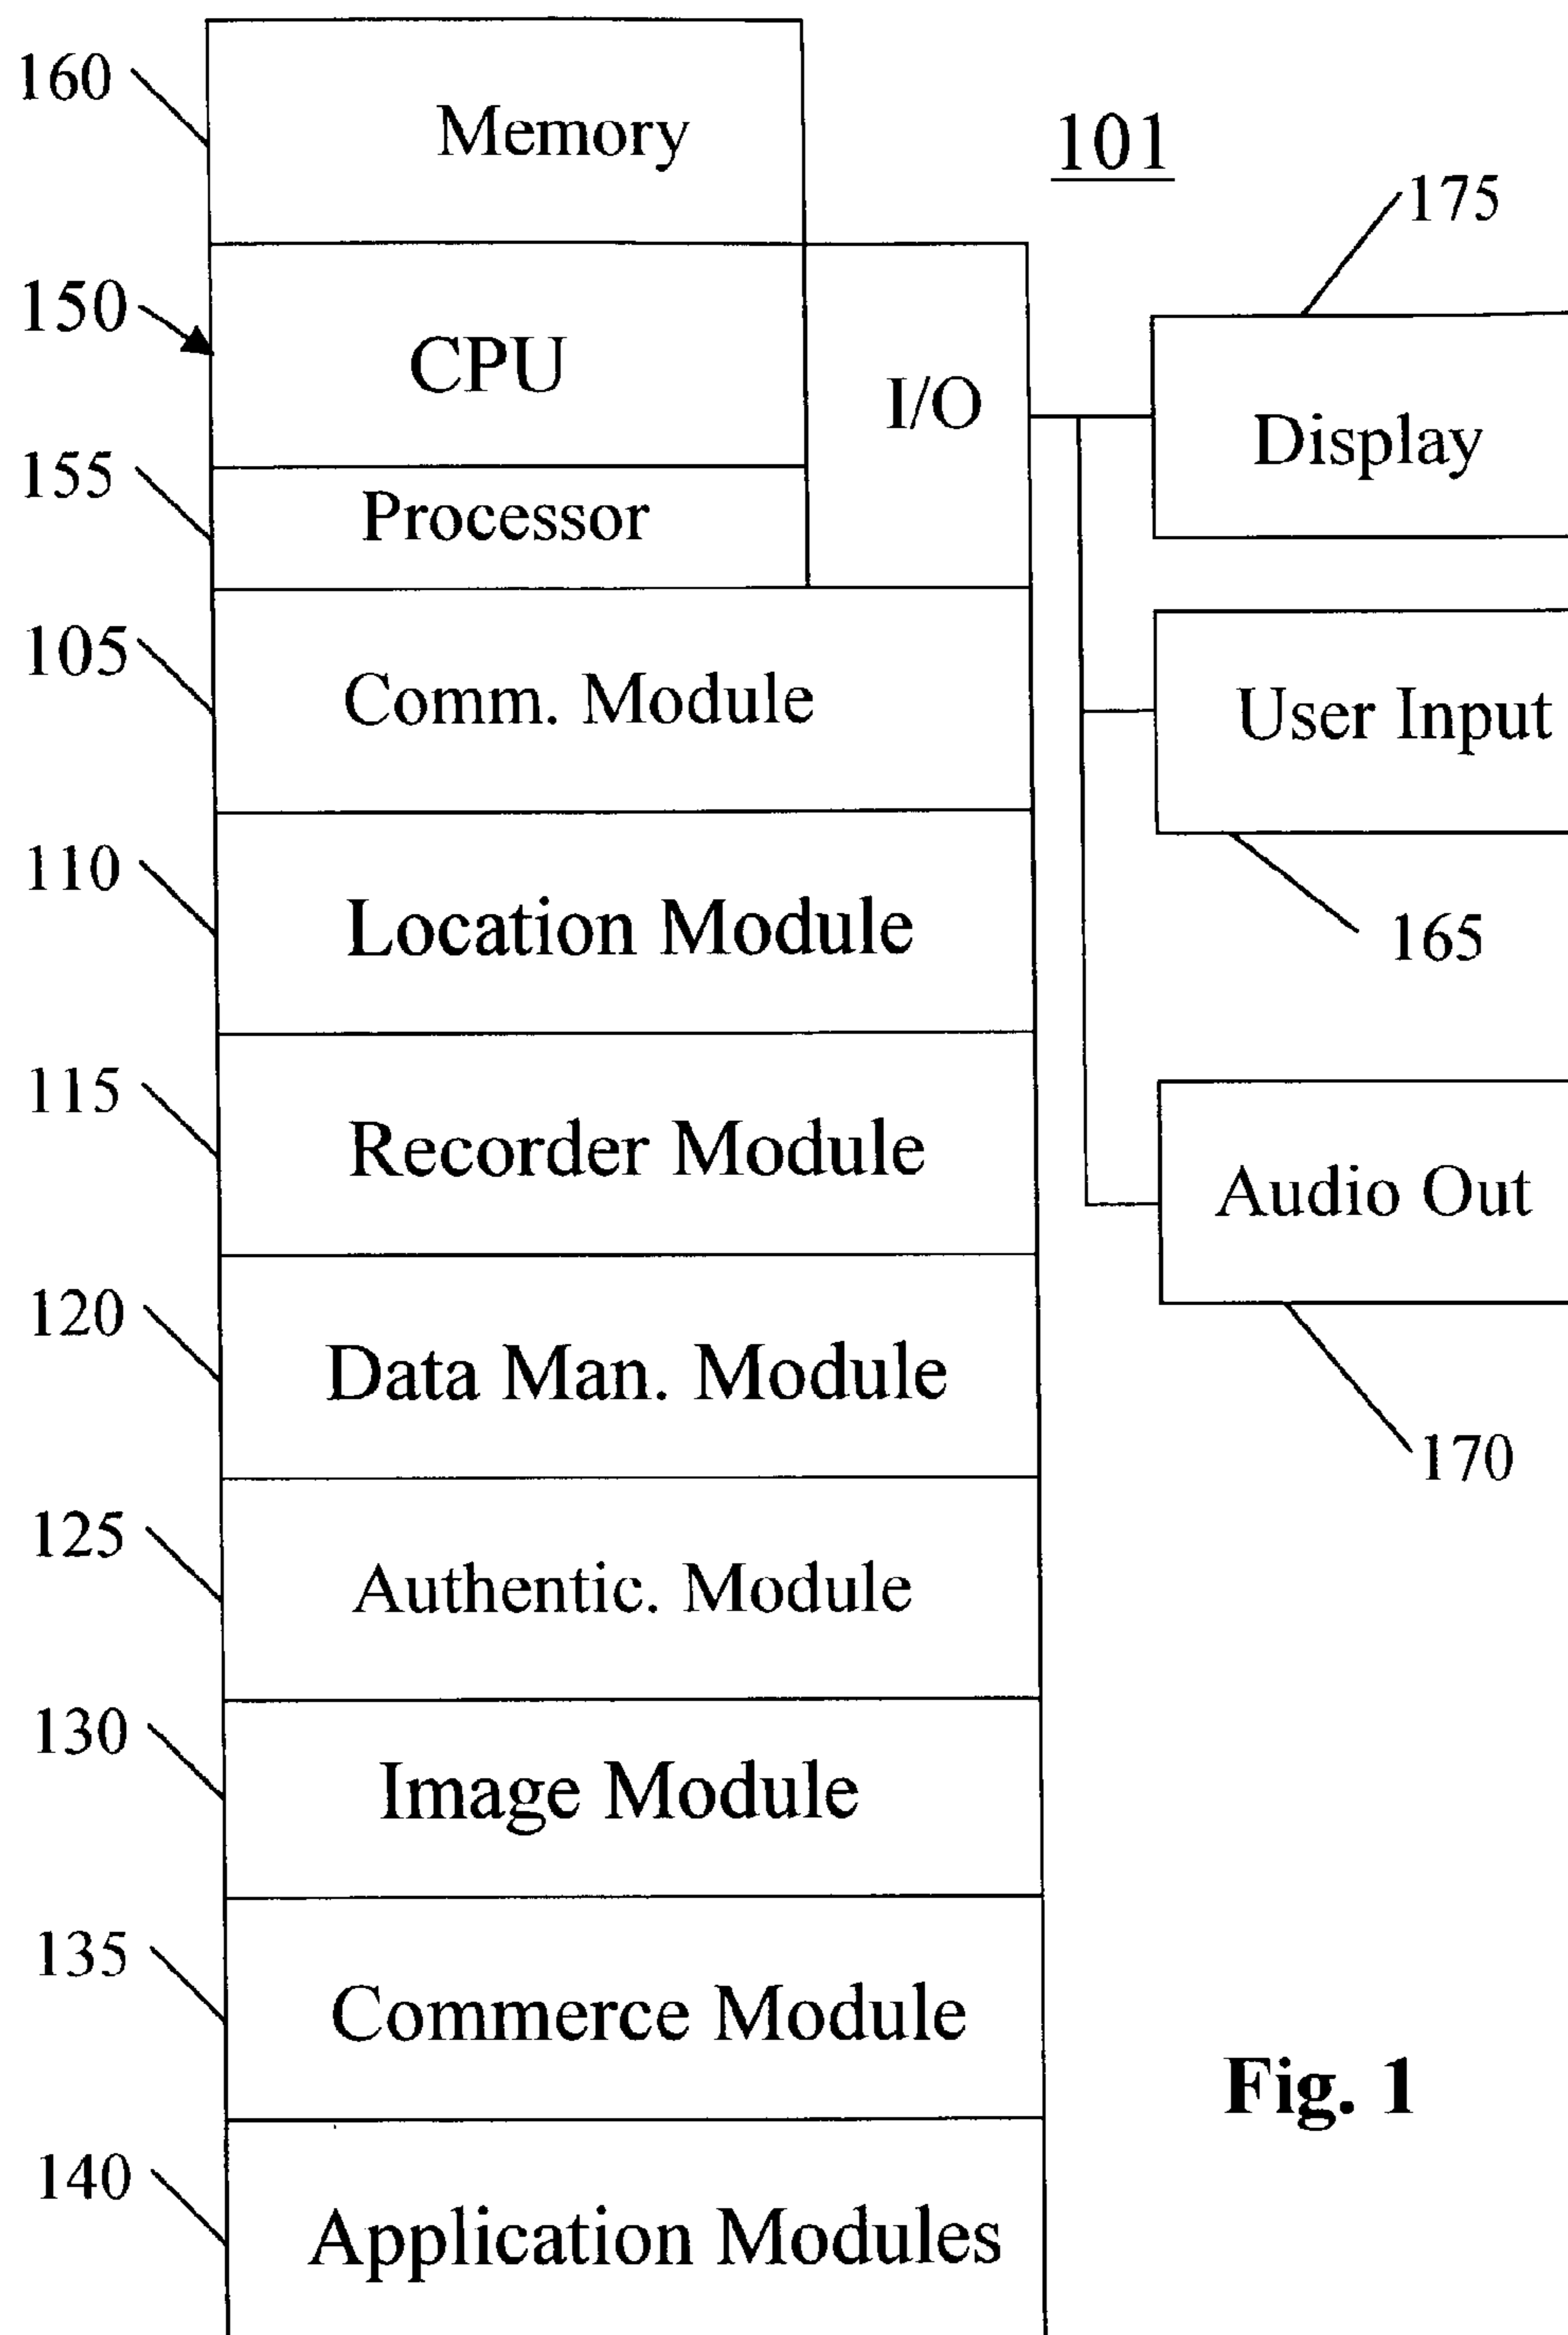 160
Memory
101
175
150
CPU
I/O
Display
155
Processor
105
Comm. Module
User Input
165
110
Location Module
115
Recorder Module
Audio Out
170
120
Data Man. Module
125
Authentic. Module
130
Image Module
135
Commerce Module
Fig. 1
140
Application Modules